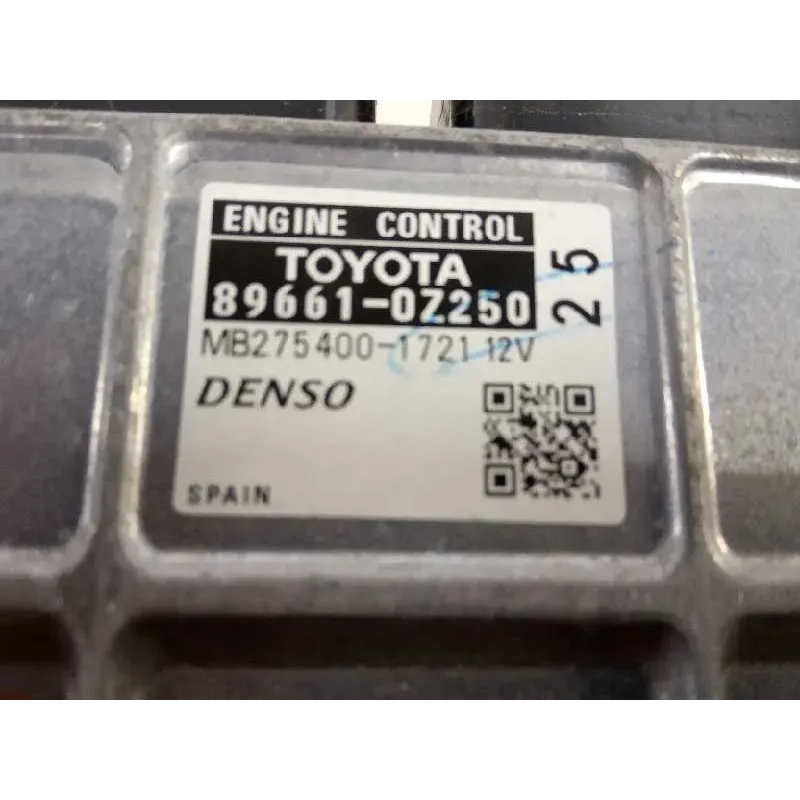 ENGINE CONTROL
TOYOTA
89661-0Z250
25
MB275400-1721 12V
DENSO
SPAIN